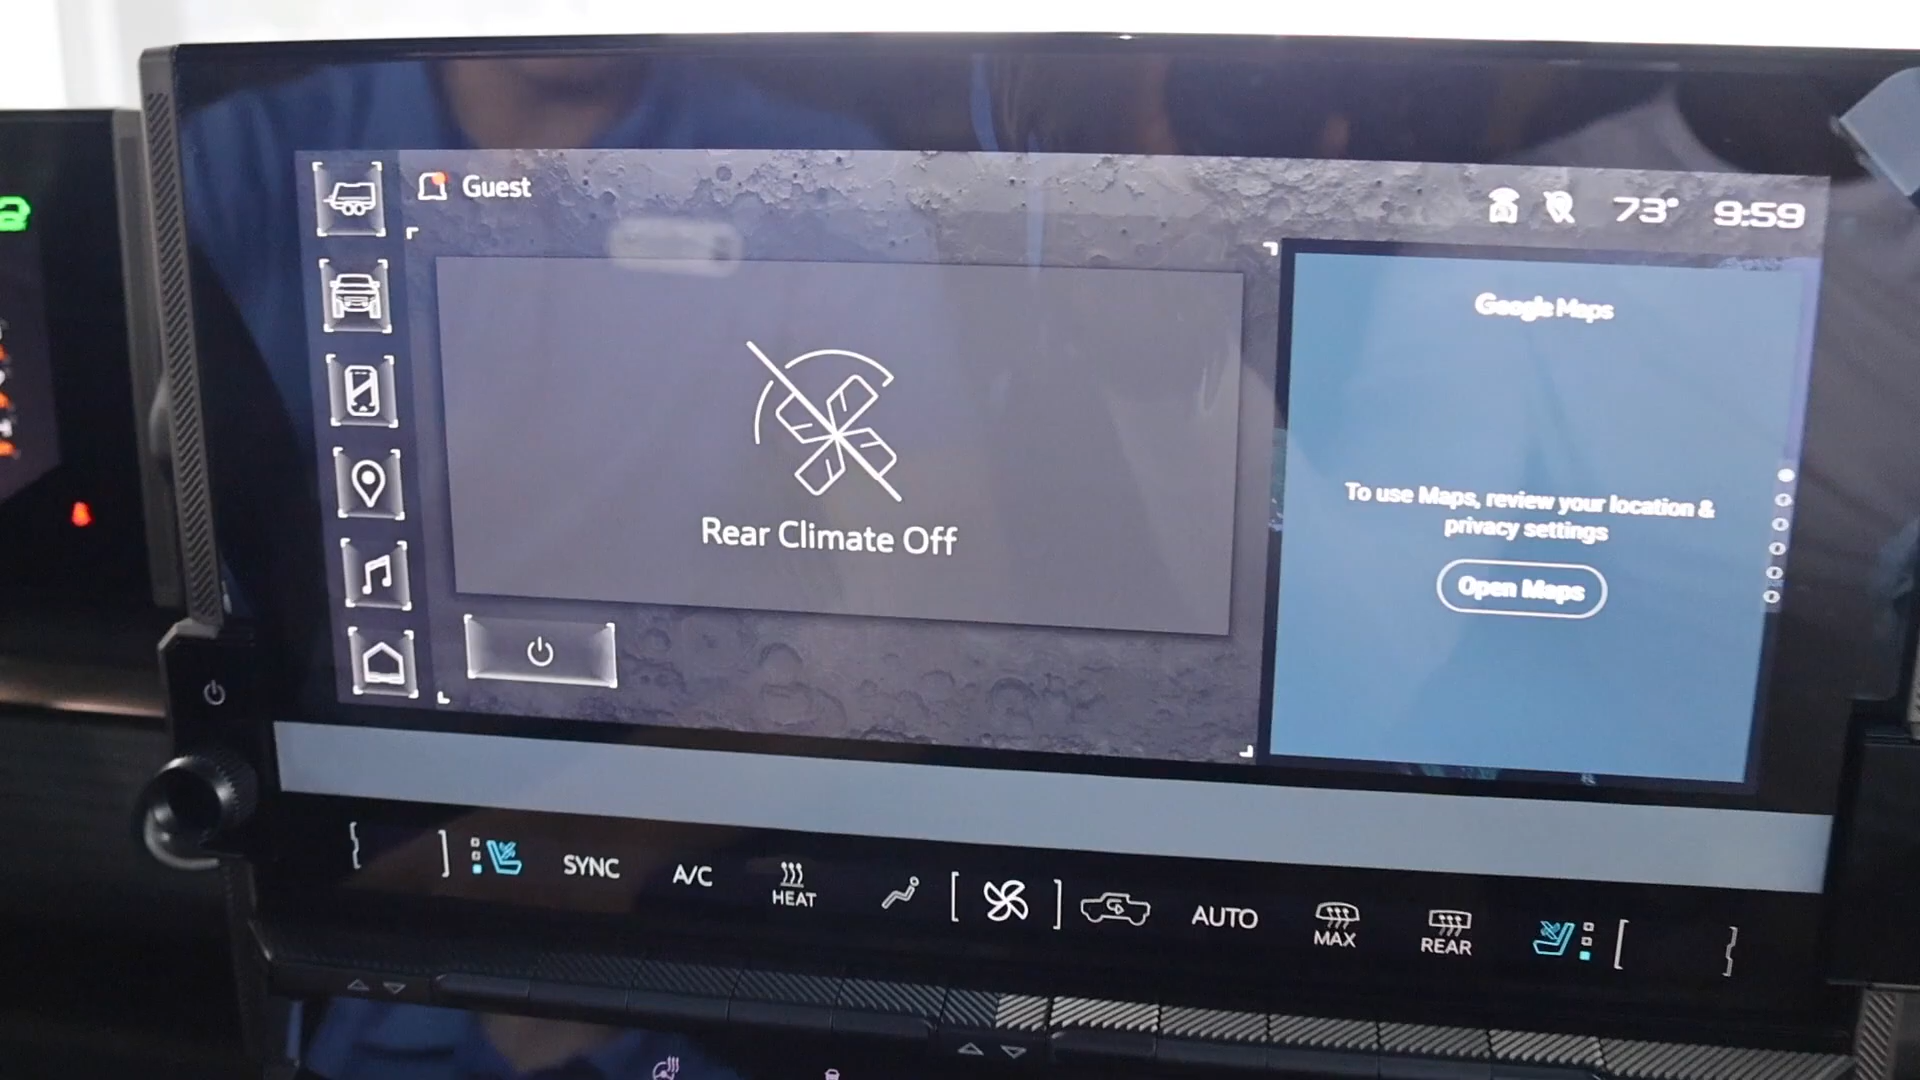 Guest
73° 9:59
Rear Climate Off
Google Maps
To use Maps, review your location &
privacy settings
Open Maps
SYNC
A/C
HEAT
AUTO
MAX
REAR